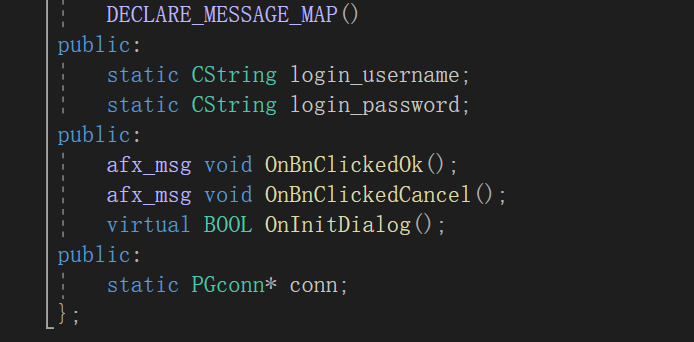 DECLARE_MESSAGE_MAP()
public:
static CString login_username;
static CString login_password;
public:
afx_msg void OnBnClickedOk();
afx_msg void OnBnClickedCancel();
virtual BOOL OnInitDialog();
public:
static PGconn* conn;
};